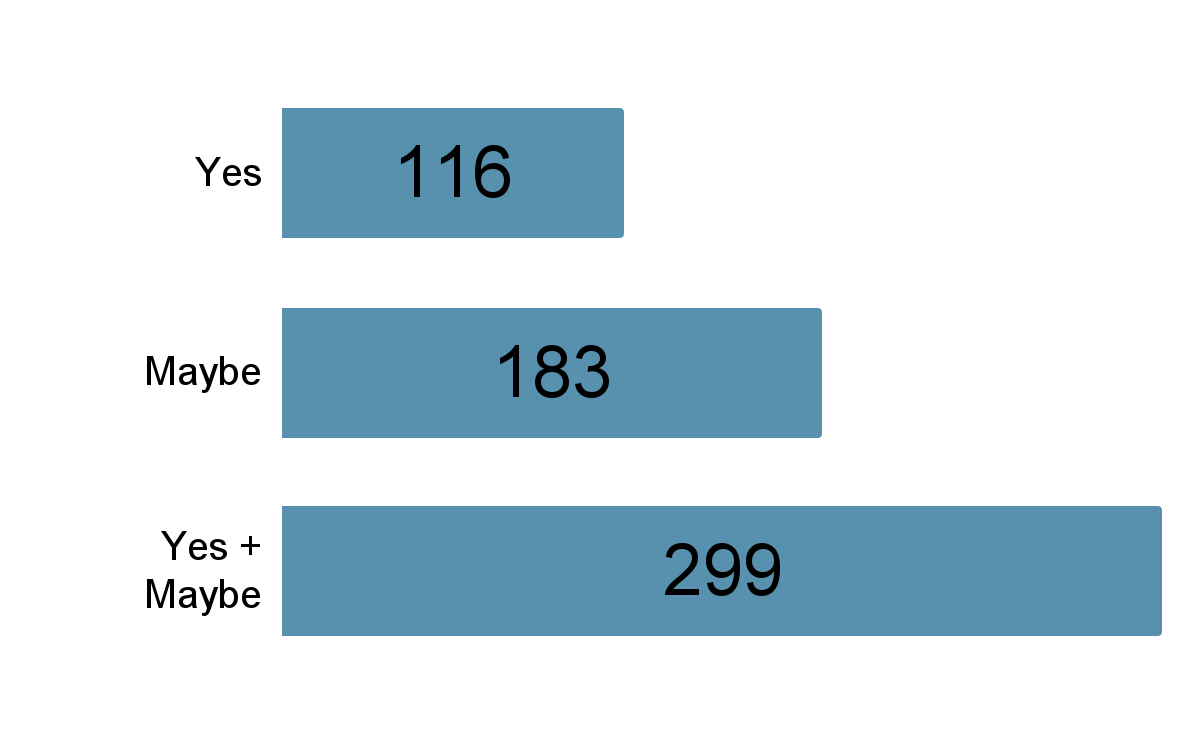 Yes
116
Maybe
183
Yes +
Maybe
299